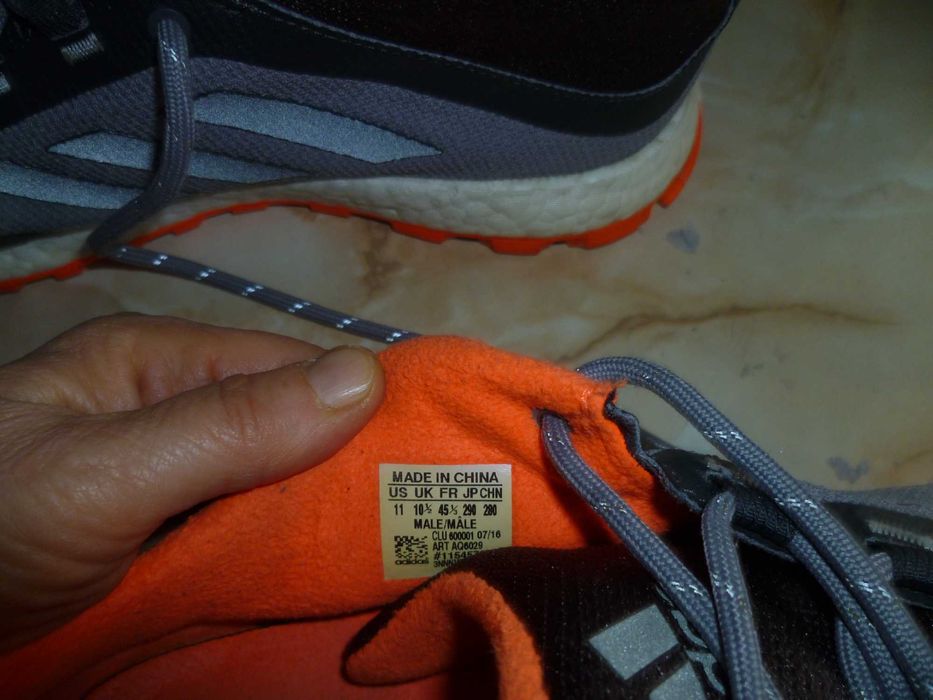 MADE IN CHINA
US UK FR JP CHN
11 10½ 45⅓ 290 280
MALE/MÂLE
CLU 600001 07/16
ART AQ6029
adidas